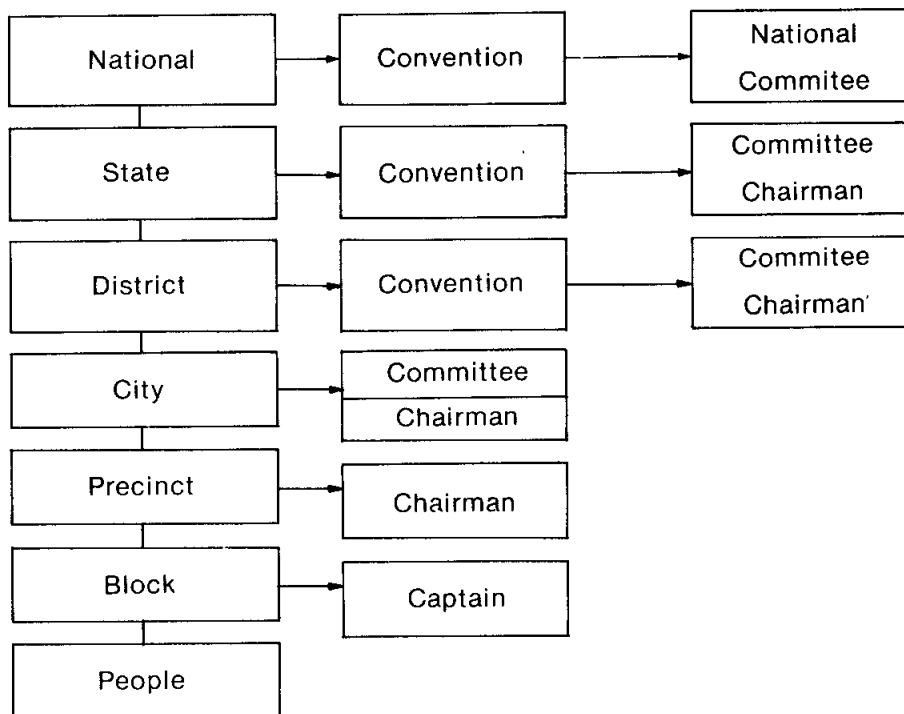 National
Convention
National
Commitee
State
Convention
Committee
Chairman
District
Convention
Commitee
Chairman
City
Committee
Chairman
Precinct
Chairman
Block
Captain
People